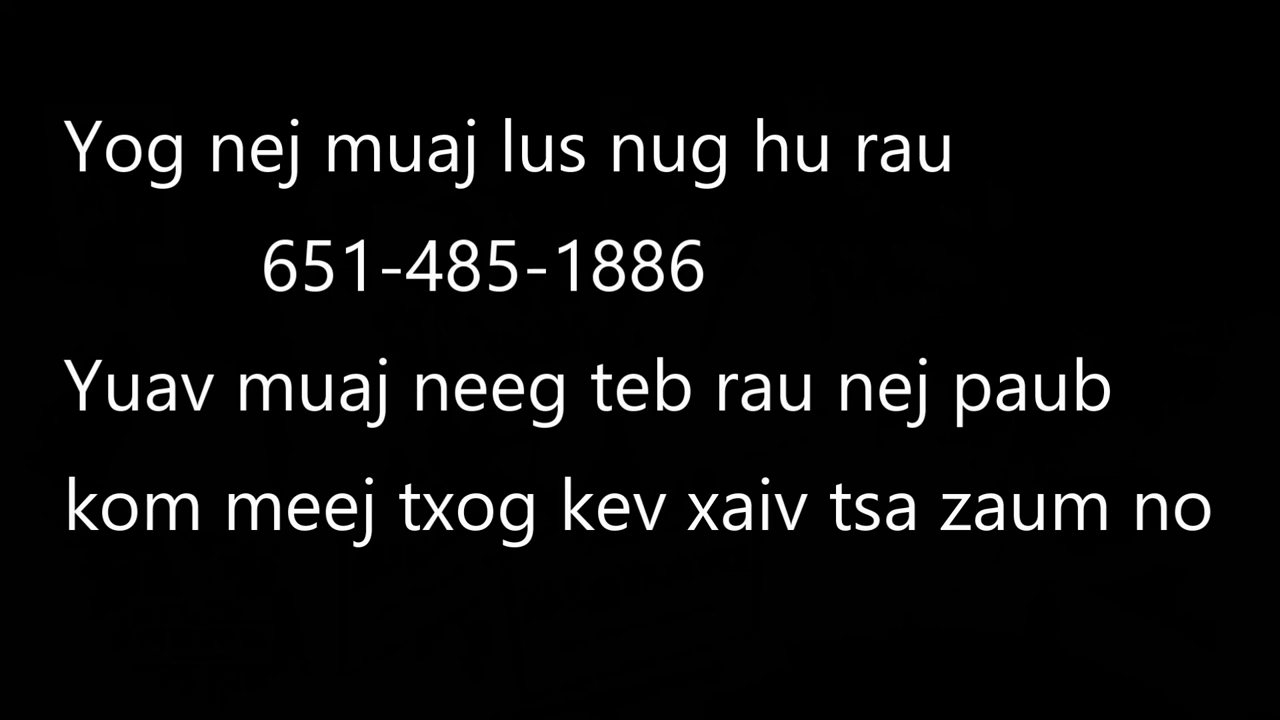 Yog nej muaj lus nug hu rau
651-485-1886
Yuav muaj neeg teb rau nej paub
kom meej txog kev xaiv tsa zaum no